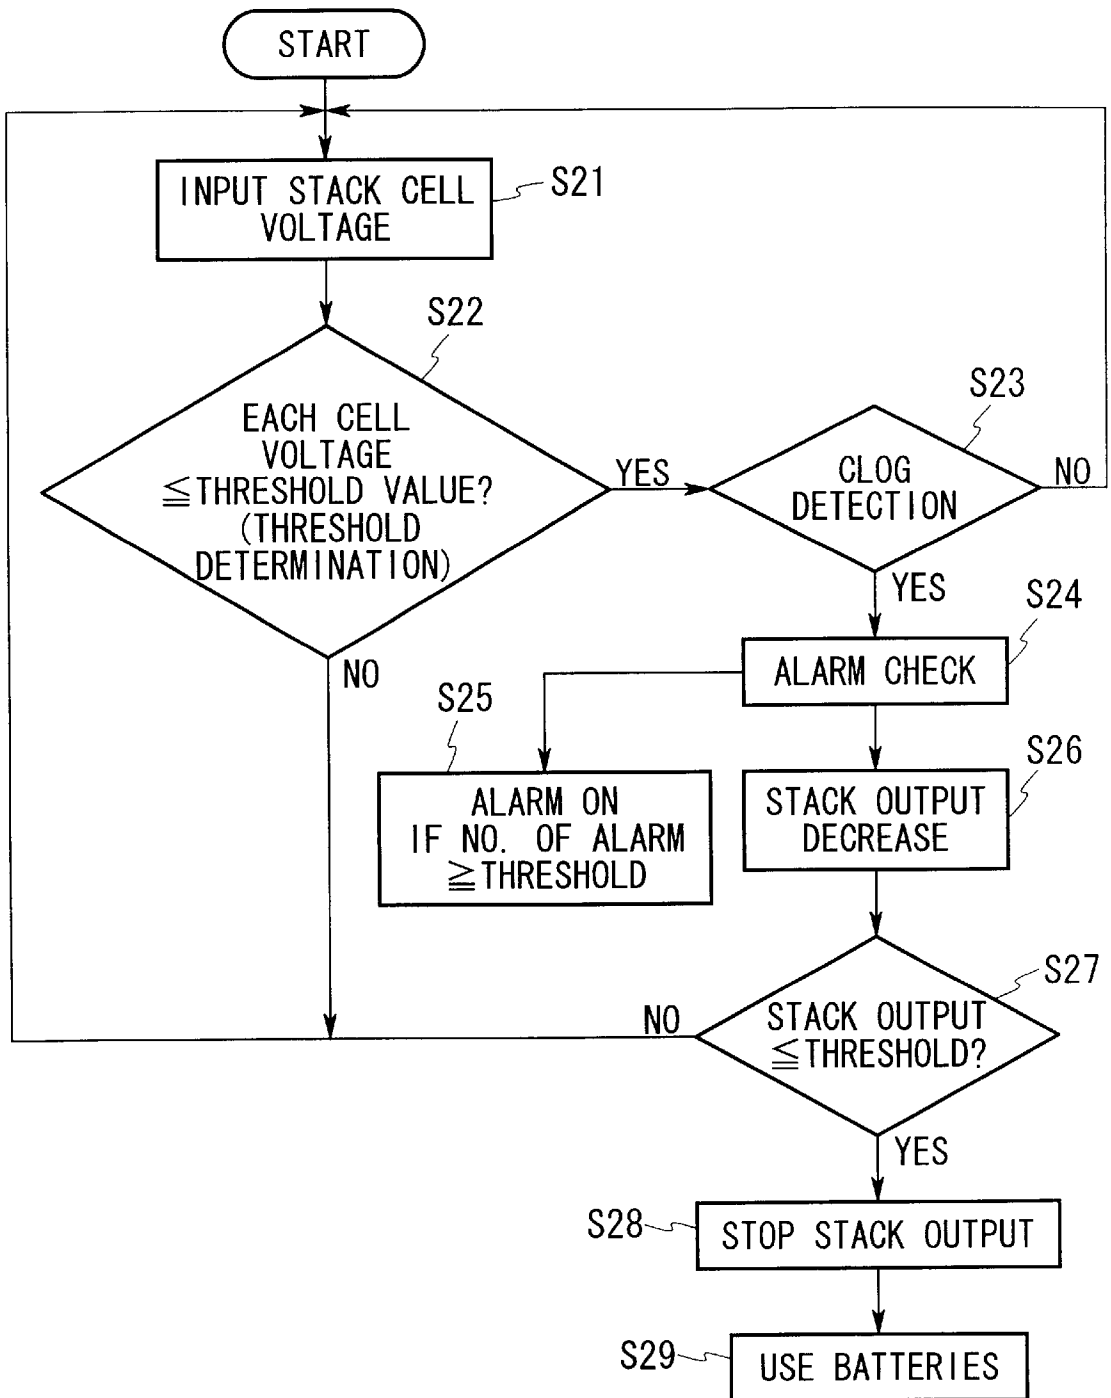 START
INPUT STACK CELL
VOLTAGE
S21
S22
EACH CELL
VOLTAGE
≦THRESHOLD VALUE?
(THRESHOLD
DETERMINATION)
YES
NO
S23
CLOG
DETECTION
NO
YES
S24
ALARM CHECK
S25
ALARM ON
IF NO. OF ALARM
≧THRESHOLD
S26
STACK OUTPUT
DECREASE
S27
STACK OUTPUT
≦THRESHOLD?
NO
YES
S28
STOP STACK OUTPUT
S29
USE BATTERIES